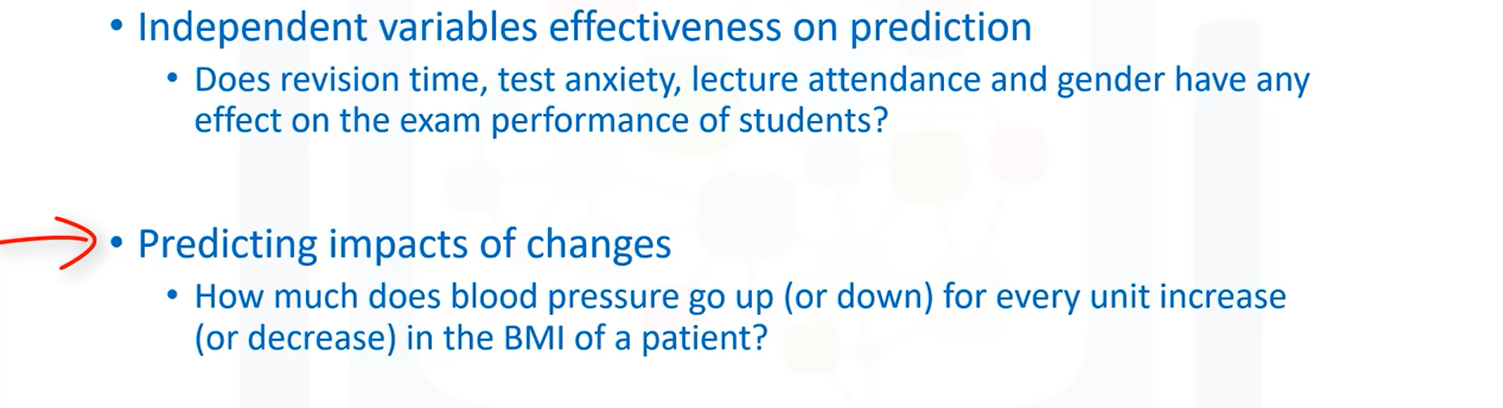 • Independent variables effectiveness on prediction
• Does revision time, test anxiety, lecture attendance and gender have any
effect on the exam performance of students?
• Predicting impacts of changes
• How much does blood pressure go up (or down) for every unit increase
(or decrease) in the BMI of a patient?